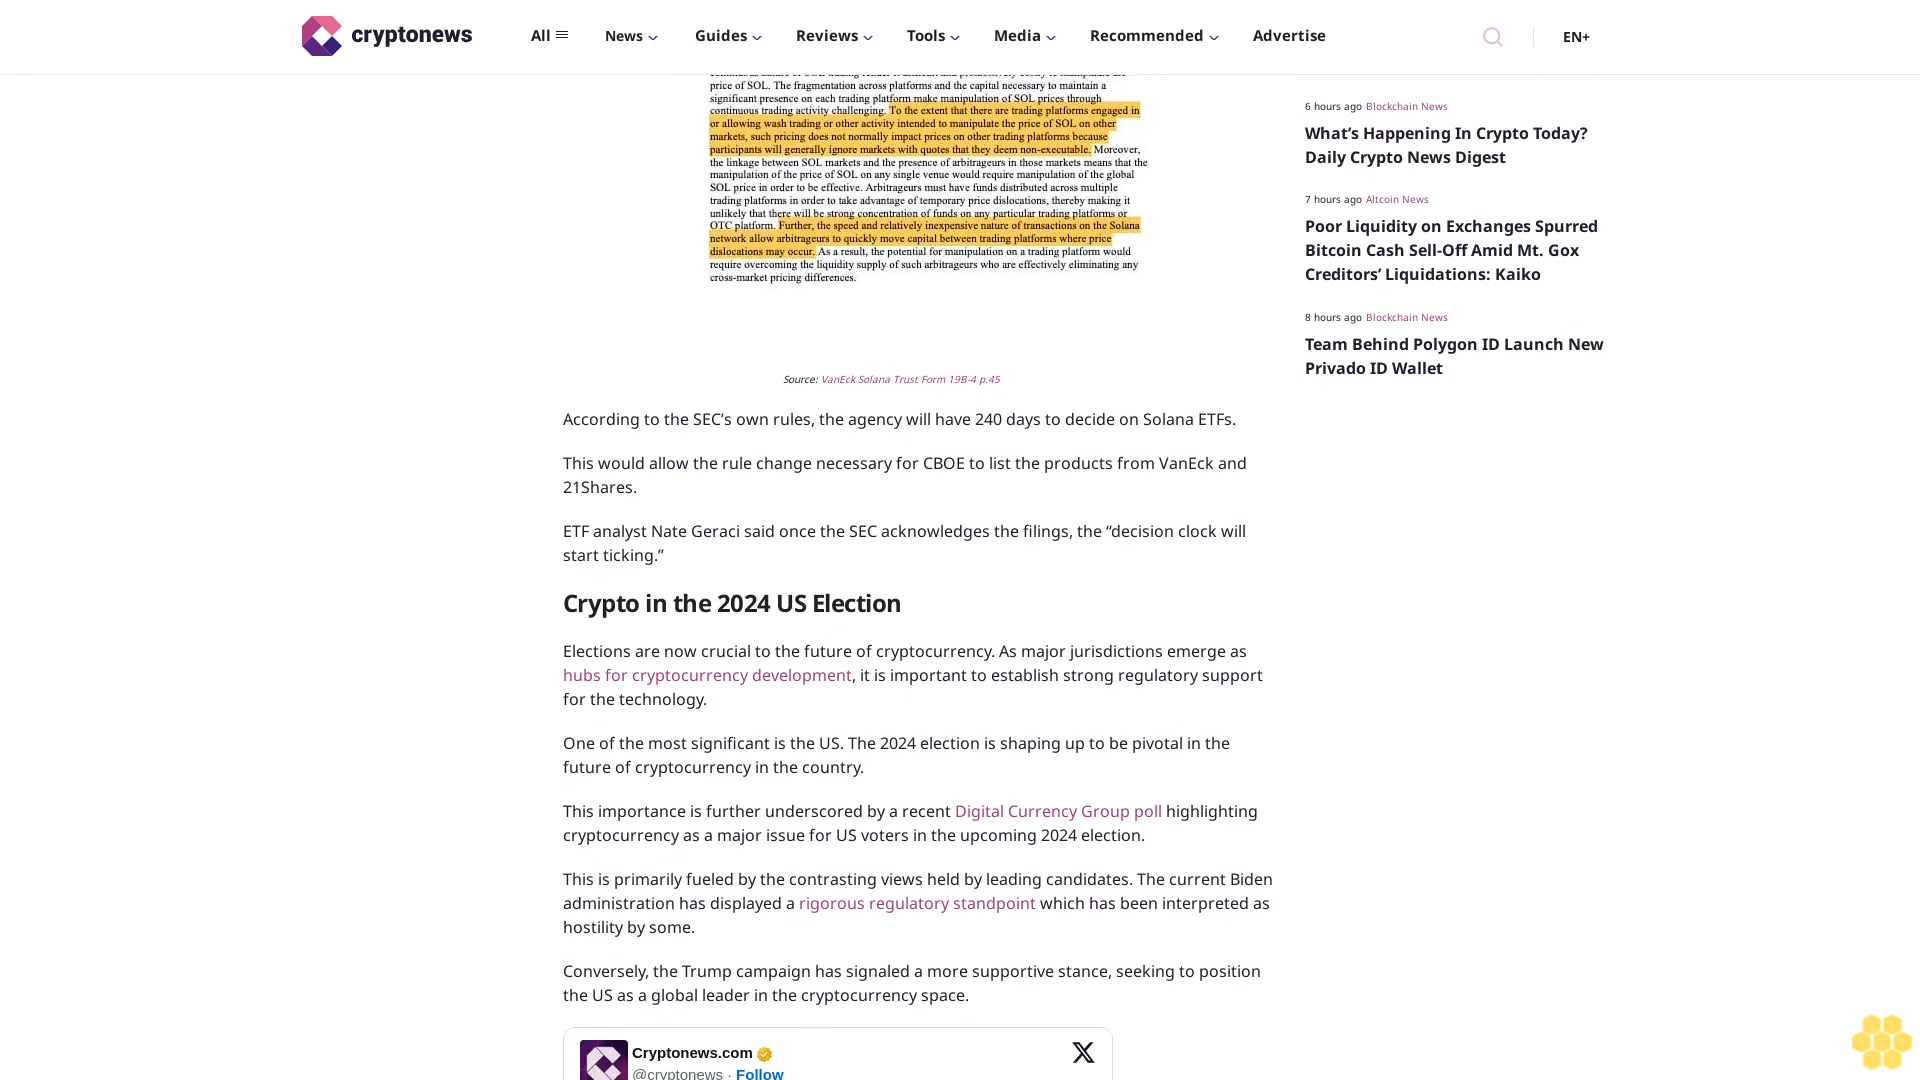 cryptonews
All
News
Guides
Reviews
Tools
Media
Recommended
Advertise
EN+
price of SOL. The fragmentation across platforms and the capital necessary to maintain a
significant presence on each trading platform make manipulation of SOL prices through
continuous trading activity challenging. To the extent that there are trading platforms engaged in
or allowing wash trading or other activity intended to manipulate the price of SOL on other
markets, such pricing does not normally impact prices on other trading platforms because
participants will generally ignore markets with quotes that they deem non-executable. Moreover,
the linkage between SOL markets and the presence of arbitrageurs in those markets means that the
manipulation of the price of SOL on any single venue would require manipulation of the global
SOL price in order to be effective. Arbitrageurs must have funds distributed across multiple
trading platforms in order to take advantage of temporary price dislocations, thereby making it
unlikely that there will be strong concentration of funds on any particular trading platforms or
OTC platform. Further, the speed and relatively inexpensive nature of transactions on the Solana
network allow arbitrageurs to quickly move capital between trading platforms where price
dislocations may occur. As a result, the potential for manipulation on a trading platform would
require overcoming the liquidity supply of such arbitrageurs who are effectively eliminating any
cross-market pricing differences.
Source: VanEck Solana Trust Form 19B-4 p.45
According to the SEC’s own rules, the agency will have 240 days to decide on Solana ETFs.
This would allow the rule change necessary for CBOE to list the products from VanEck and
21Shares.
ETF analyst Nate Geraci said once the SEC acknowledges the filings, the “decision clock will
start ticking.”
Crypto in the 2024 US Election
Elections are now crucial to the future of cryptocurrency. As major jurisdictions emerge as
hubs for cryptocurrency development, it is important to establish strong regulatory support
for the technology.
One of the most significant is the US. The 2024 election is shaping up to be pivotal in the
future of cryptocurrency in the country.
This importance is further underscored by a recent Digital Currency Group poll highlighting
cryptocurrency as a major issue for US voters in the upcoming 2024 election.
This is primarily fueled by the contrasting views held by leading candidates. The current Biden
administration has displayed a rigorous regulatory standpoint which has been interpreted as
hostility by some.
Conversely, the Trump campaign has signaled a more supportive stance, seeking to position
the US as a global leader in the cryptocurrency space.
Cryptonews.com
@cryptonews · Follow
6 hours ago Blockchain News
What’s Happening In Crypto Today?
Daily Crypto News Digest
7 hours ago Altcoin News
Poor Liquidity on Exchanges Spurred
Bitcoin Cash Sell-Off Amid Mt. Gox
Creditors’ Liquidations: Kaiko
8 hours ago Blockchain News
Team Behind Polygon ID Launch New
Privado ID Wallet